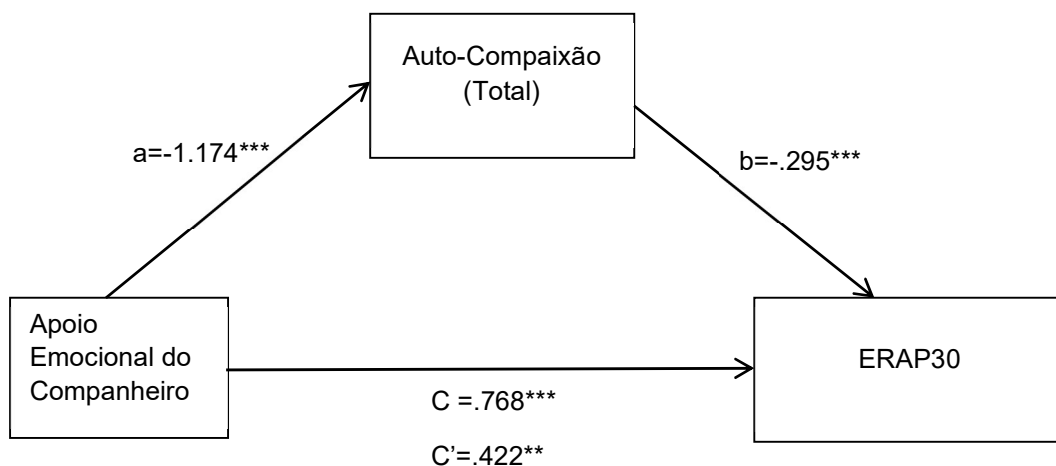 Auto-Compaixão
(Total)
a=-1.174***
b=-.295***
Apoio
Emocional do
Companheiro
ERAP30
C =.768***
C’=.422**